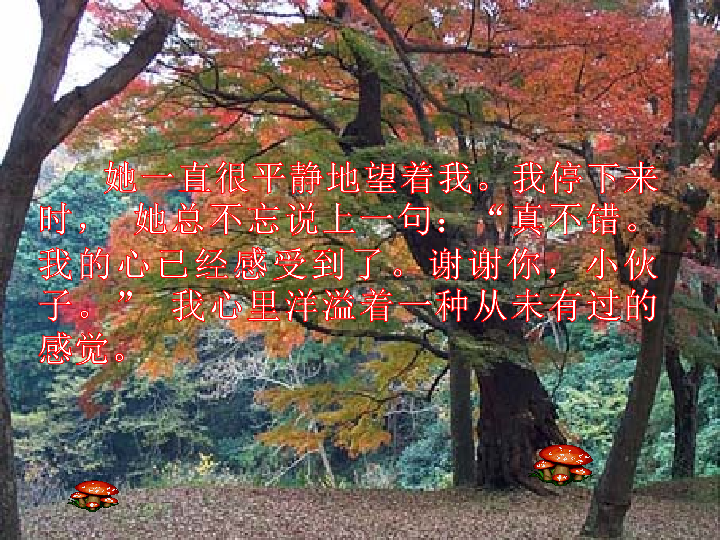 她一直很平静地望着我。我停下来
时， 她总不忘说上一句：“真不错。
我的心已经感受到了。谢谢你，小伙
子。” 我心里洋溢着一种从未有过的
感觉。